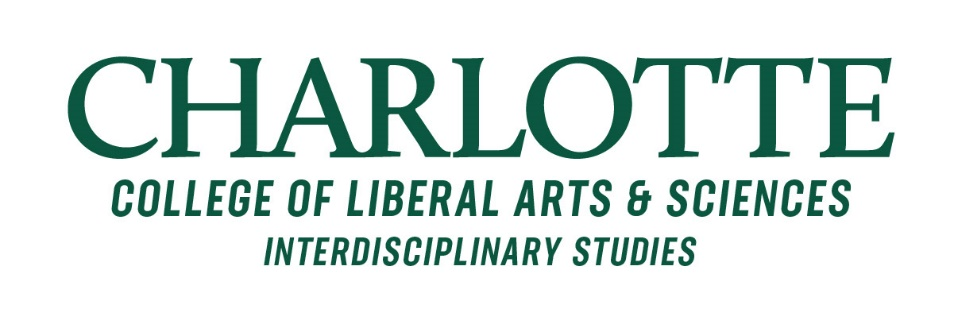 CHARLOTTE
COLLEGE OF LIBERAL ARTS & SCIENCES
INTERDISCIPLINARY STUDIES